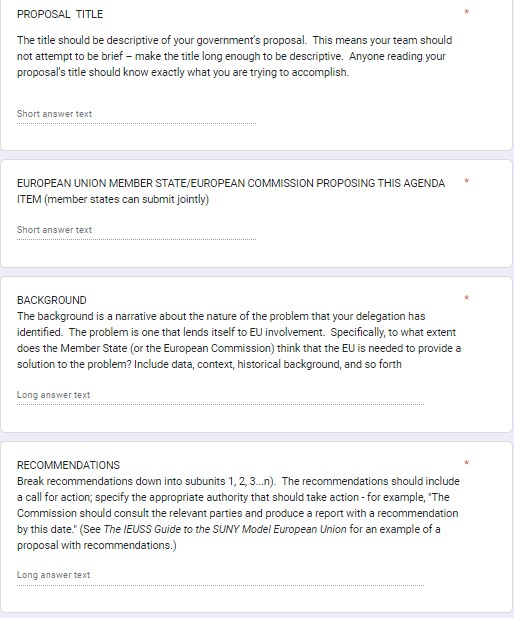 PROPOSAL TITLE *
The title should be descriptive of your government's proposal. This means your team should
not attempt to be brief – make the title long enough to be descriptive. Anyone reading your
proposal's title should know exactly what you are trying to accomplish.
Short answer text
EUROPEAN UNION MEMBER STATE/EUROPEAN COMMISSION PROPOSING THIS AGENDA *
ITEM (member states can submit jointly)
Short answer text
BACKGROUND *
The background is a narrative about the nature of the problem that your delegation has
identified. The problem is one that lends itself to EU involvement. Specifically, to what extent
does the Member State (or the European Commission) think that the EU is needed to provide a
solution to the problem? Include data, context, historical background, and so forth
Long answer text
RECOMMENDATIONS *
Break recommendations down into subunits 1, 2, 3...n). The recommendations should include
a call for action; specify the appropriate authority that should take action - for example, "The
Commission should consult the relevant parties and produce a report with a recommendation
by this date." (See The IEUSS Guide to the SUNY Model European Union for an example of a
proposal with recommendations.)
Long answer text